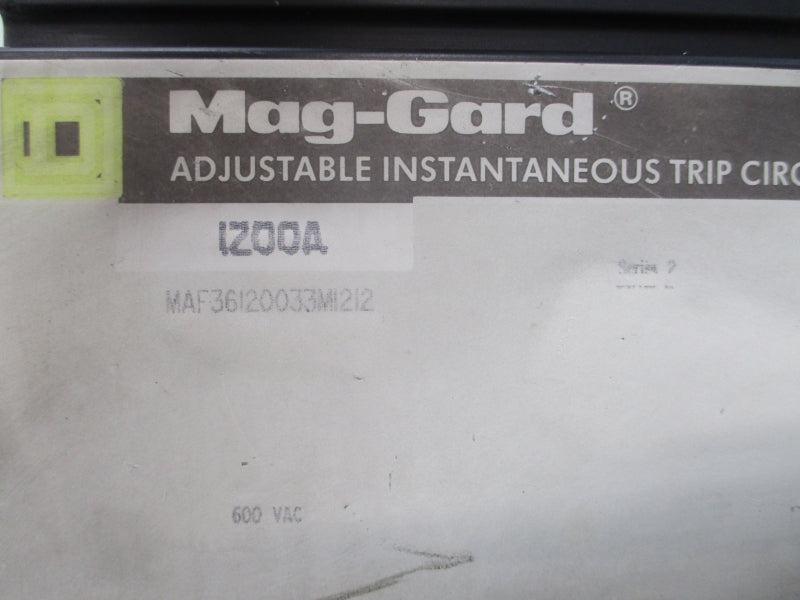 Mag-Gard®
ADJUSTABLE INSTANTANEOUS TRIP CIRC
1200A
Series 2
MAF36120033M1212
600 VAC